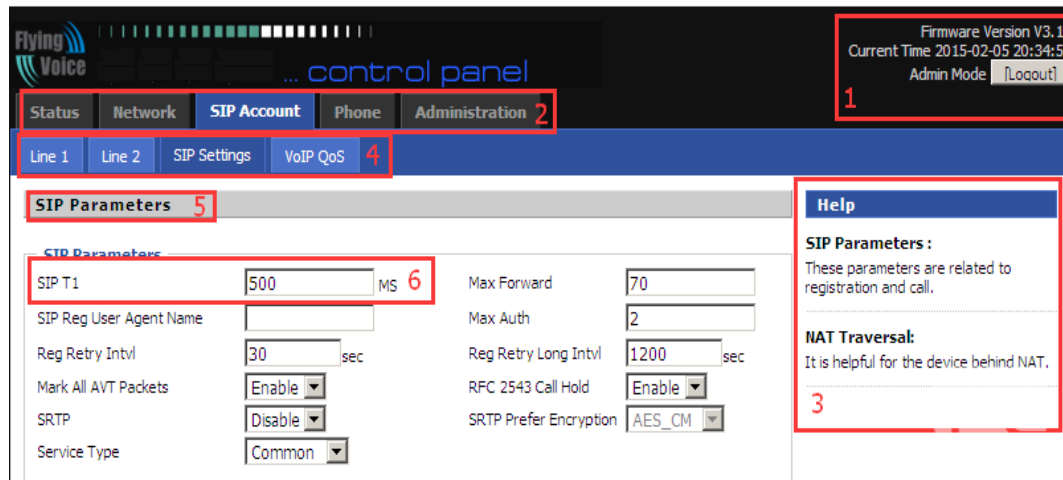 Flying
Voice
... control panel
Firmware Version V3.1
Current Time 2015-02-05 20:34:5
Admin Mode [Logout]
1
Status Network SIP Account Phone Administration 2
Line 1 Line 2 SIP Settings VoIP QoS 4
SIP Parameters 5
SIP Parameters
SIP T1 500 MS 6 Max Forward 70
SIP Reg User Agent Name Max Auth 2
Reg Retry Intvl 30 sec Reg Retry Long Intvl 1200 sec
Mark All AVT Packets Enable RFC 2543 Call Hold Enable
SRTP Disable SRTP Prefer Encryption AES_CM
Service Type Common
Help
SIP Parameters :
These parameters are related to
registration and call.
NAT Traversal:
It is helpful for the device behind NAT.
3